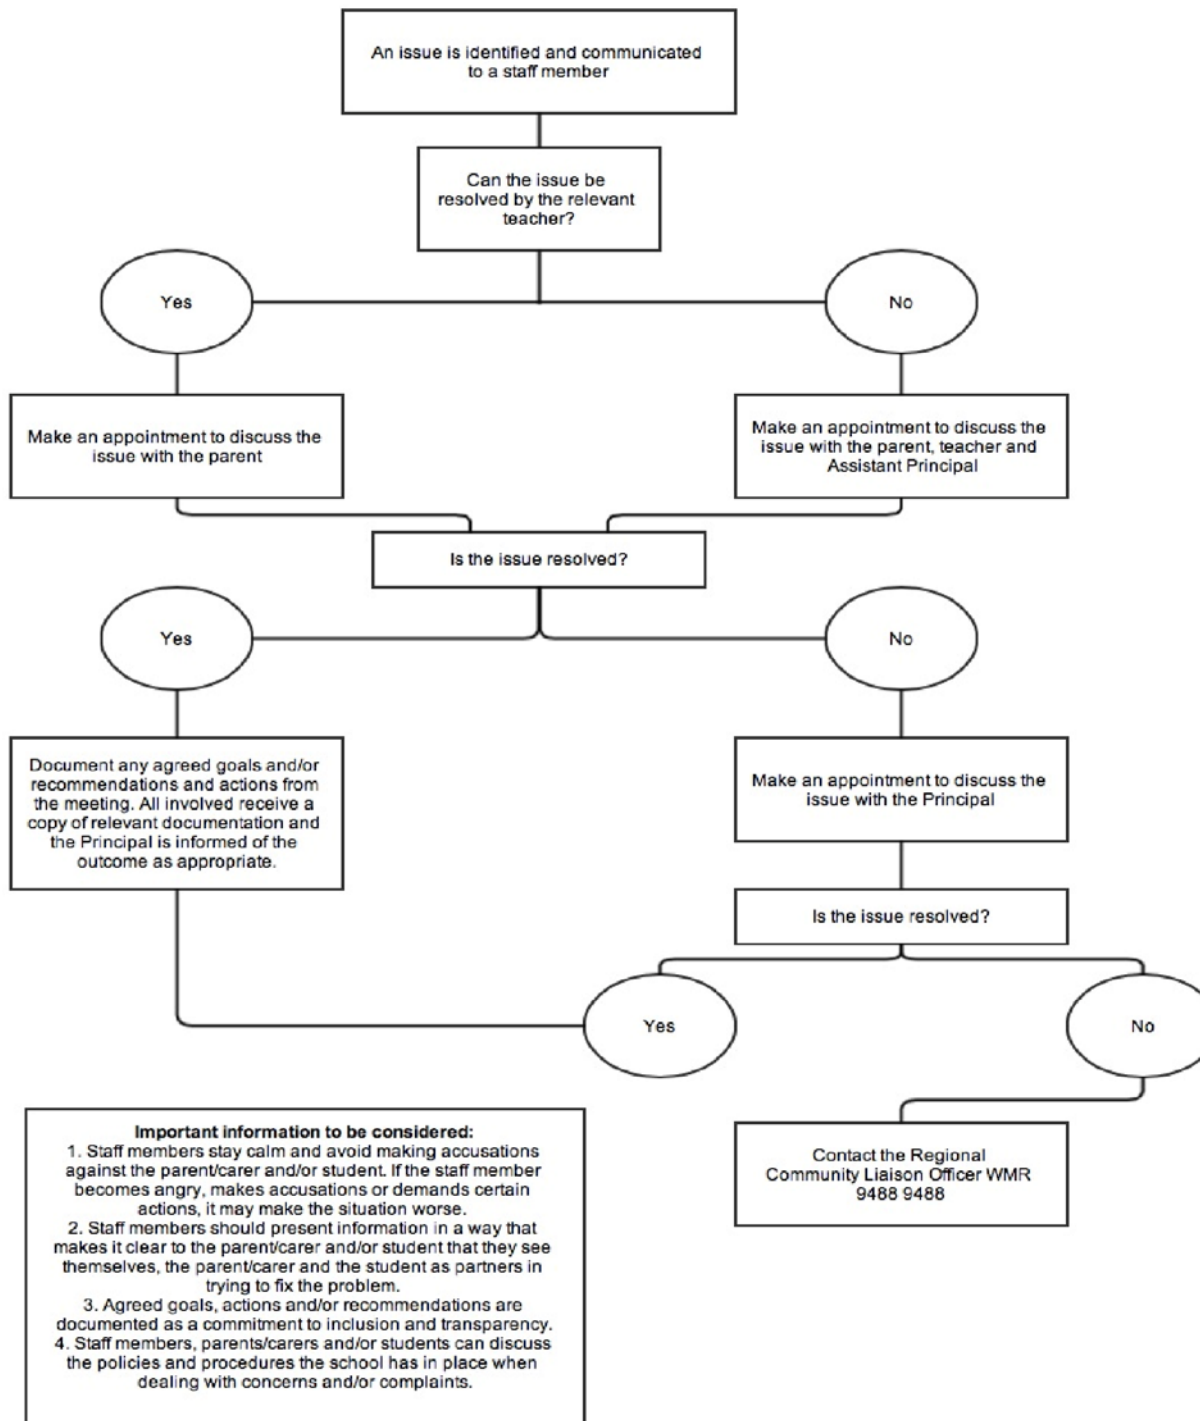 An issue is identified and communicated
to a staff member
Can the issue be
resolved by the relevant
teacher?
Yes
No
Make an appointment to discuss the
issue with the parent
Make an appointment to discuss the
issue with the parent, teacher and
Assistant Principal
Is the issue resolved?
Yes
No
Document any agreed goals and/or
recommendations and actions from
the meeting. All involved receive a
copy of relevant documentation and
the Principal is informed of the
outcome as appropriate.
Make an appointment to discuss the
issue with the Principal
Is the issue resolved?
Yes
No
Important information to be considered:
1. Staff members stay calm and avoid making accusations
against the parent/carer and/or student. If the staff member
becomes angry, makes accusations or demands certain
actions, it may make the situation worse.
2. Staff members should present information in a way that
makes it clear to the parent/carer and/or student that they see
themselves, the parent/carer and the student as partners in
trying to fix the problem.
3. Agreed goals, actions and/or recommendations are
documented as a commitment to inclusion and transparency.
4. Staff members, parents/carers and/or students can discuss
the policies and procedures the school has in place when
dealing with concerns and/or complaints.
Contact the Regional
Community Liaison Officer WMR
9488 9488